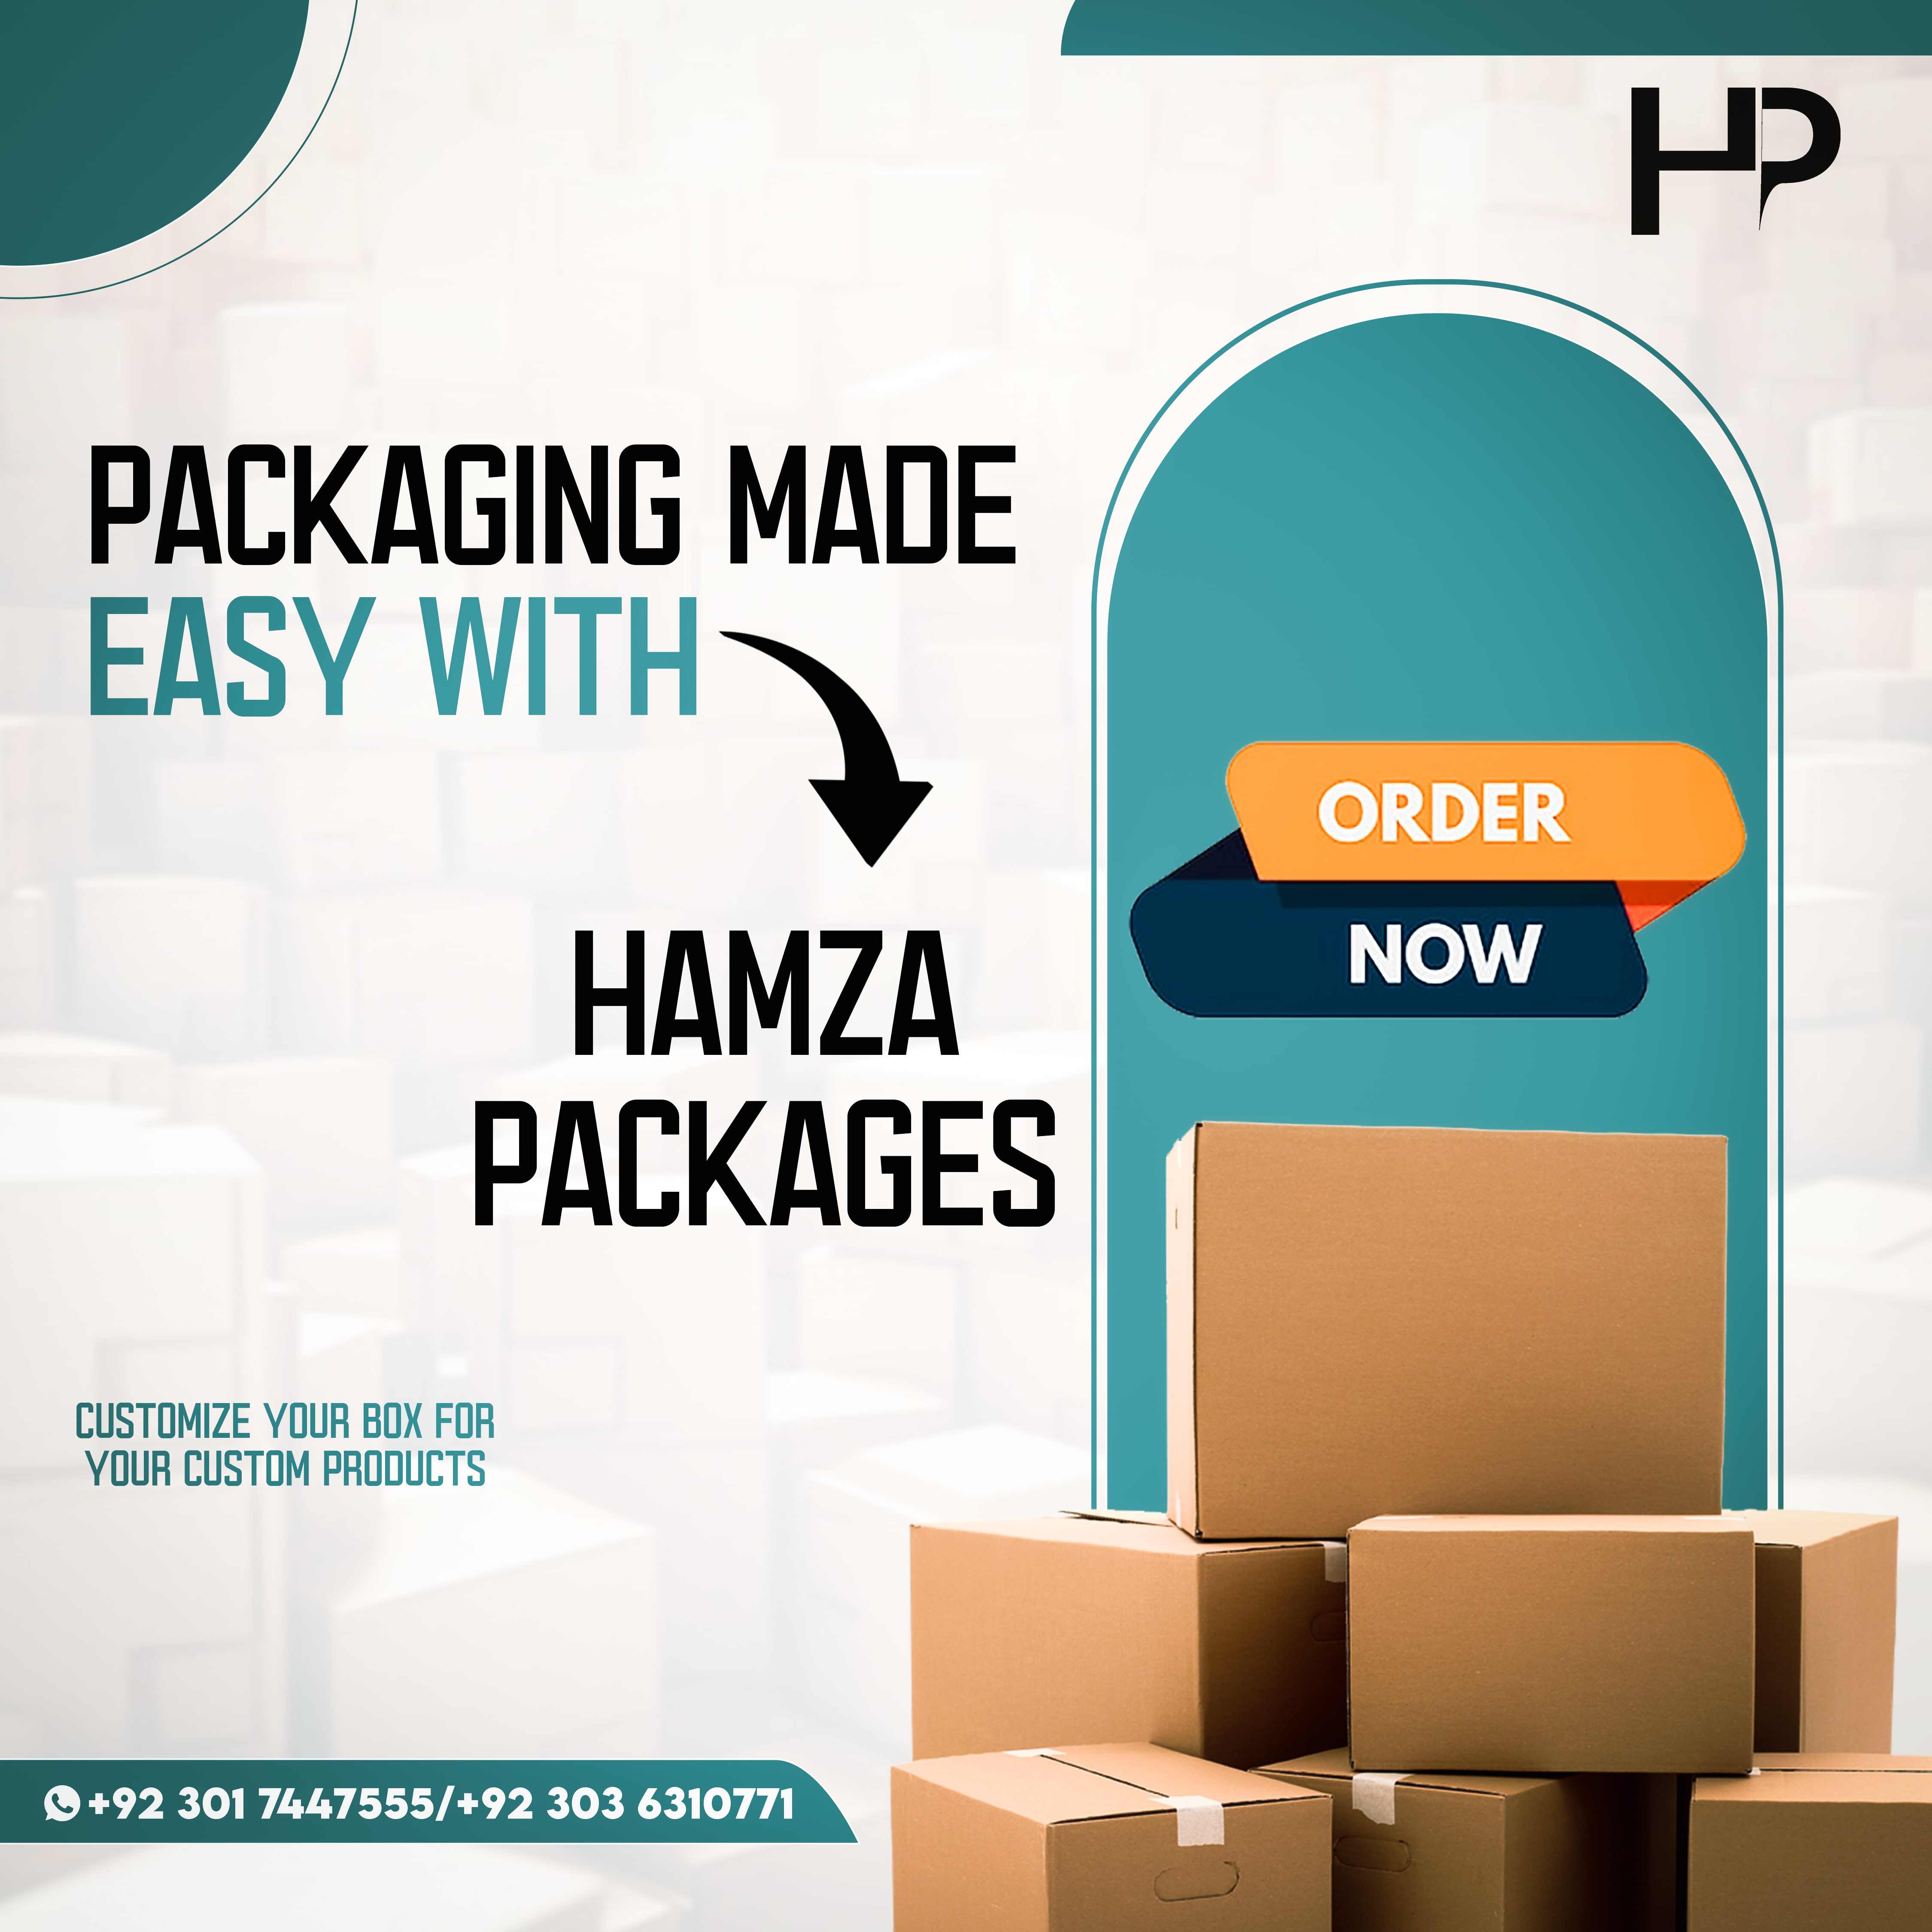 HP
PACKAGING MADE
EASY WITH
HAMZA
PACKAGES
ORDER
NOW
CUSTOMIZE YOUR BOX FOR
YOUR CUSTOM PRODUCTS
+92 301 7447555/+92 303 6310771